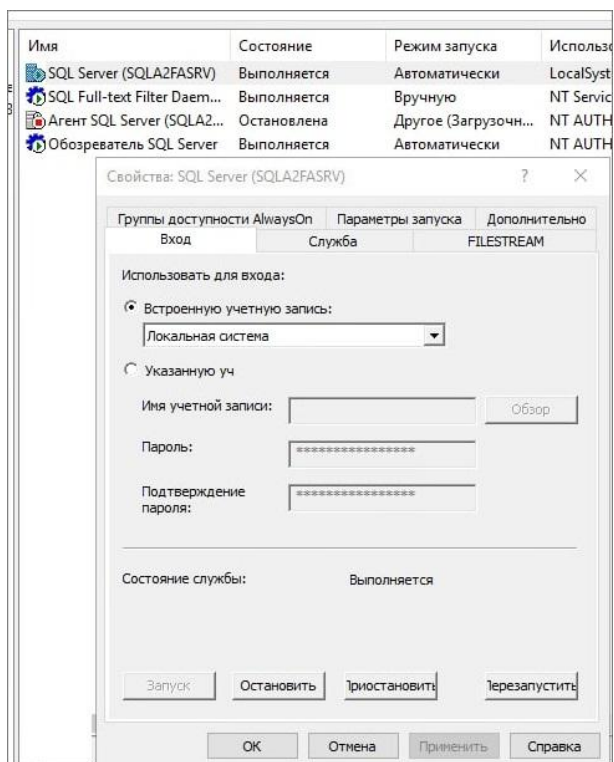 Имя Состояние Режим запуска Использо
SQL Server (SQLA2FASRV) Выполняется Автоматически LocalSyst
SQL Full-text Filter Daem... Выполняется Вручную NT Servic
Агент SQL Server (SQLA2... Остановлена Другое (Загрузочн... NT AUTH
Обозреватель SQL Server Выполняется Автоматически NT AUTH
Свойства: SQL Server (SQLA2FASRV) ? ×
Группы доступности AlwaysOn Параметры запуска Дополнительно
Вход Служба FILESTREAM
Использовать для входа:
Встроенную учетную запись:
Локальная система
Указанную уч
Имя учетной записи: Обзор
Пароль: ****************
Подтверждение пароля: ****************
Состояние службы: Выполняется
Запуск Остановить Приостановить Перезапустить
ОК Отмена Применить Справка